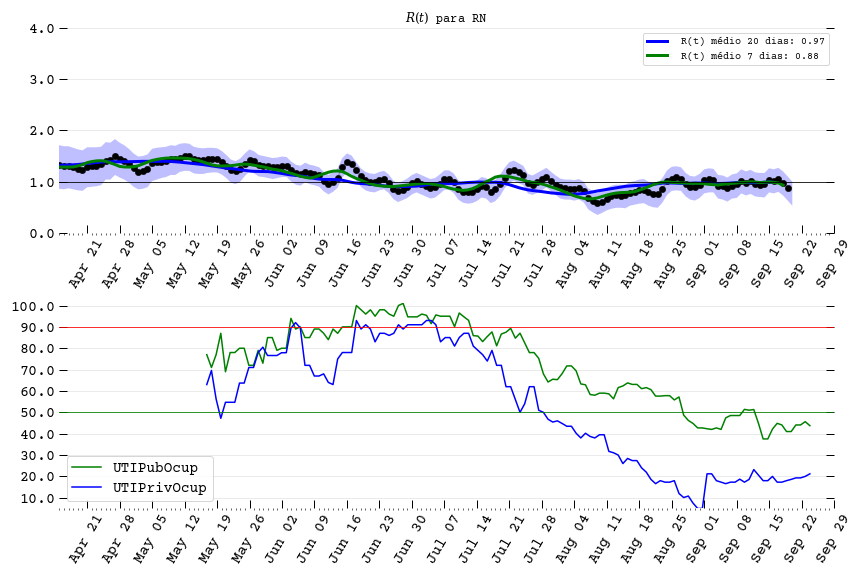 R(t) para RN
4.0
3.0
2.0
1.0
0.0
R(t) médio 20 dias: 0.97
R(t) médio 7 dias: 0.88
Apr 21 Apr 28 May 05 May 12 May 19 May 26 Jun 02 Jun 09 Jun 16 Jun 23 Jun 30 Jul 07 Jul 14 Jul 21 Jul 28 Aug 04 Aug 11 Aug 18 Aug 25 Sep 01 Sep 08 Sep 15 Sep 22 Sep 29
100.0
90.0
80.0
70.0
60.0
50.0
40.0
30.0
20.0
10.0
UTIPubOcup
UTIPrivOcup
Apr 21 Apr 28 May 05 May 12 May 19 May 26 Jun 02 Jun 09 Jun 16 Jun 23 Jun 30 Jul 07 Jul 14 Jul 21 Jul 28 Aug 04 Aug 11 Aug 18 Aug 25 Sep 01 Sep 08 Sep 15 Sep 22 Sep 29